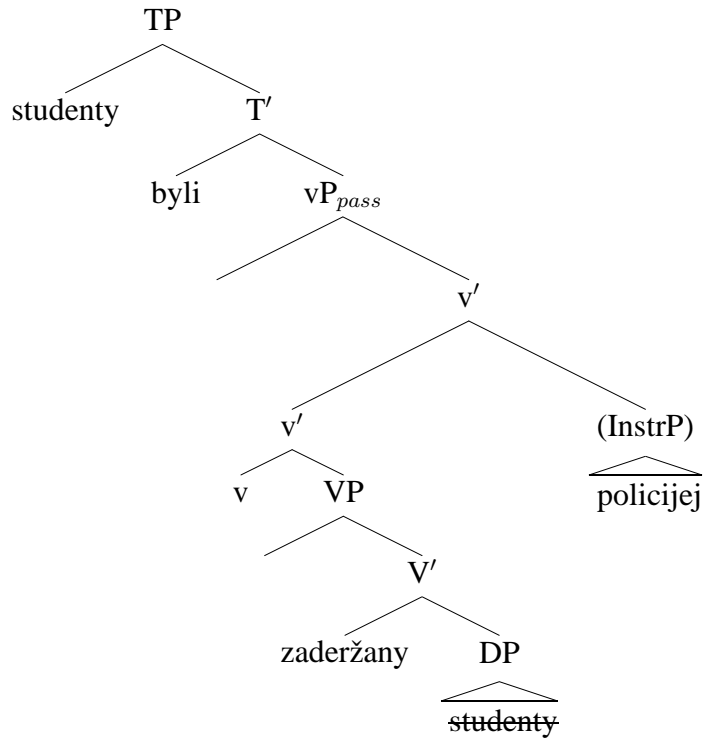 TP
studenty T′
byli vP_pass
v′
v′ (InstrP)
v VP policijej
V′
zaderžany DP
studenty